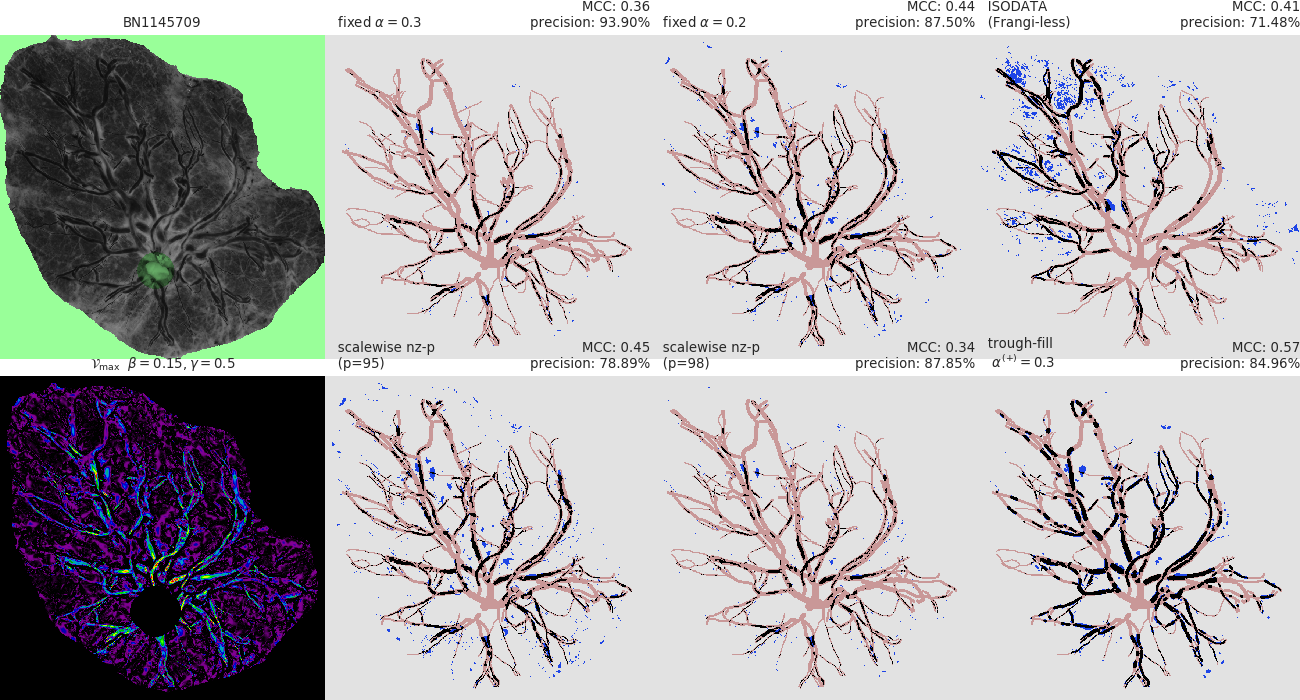 BN1145709
fixed α = 0.3
MCC: 0.36
precision: 93.90%
fixed α = 0.2
MCC: 0.44
precision: 87.50%
ISODATA
(Frangi-less)
MCC: 0.41
precision: 71.48%
𝒱max β = 0.15, γ = 0.5
scalewise nz-p
(p=95)
MCC: 0.45
precision: 78.89%
scalewise nz-p
(p=98)
MCC: 0.34
precision: 87.85%
trough-fill
α(+) = 0.3
MCC: 0.57
precision: 84.96%